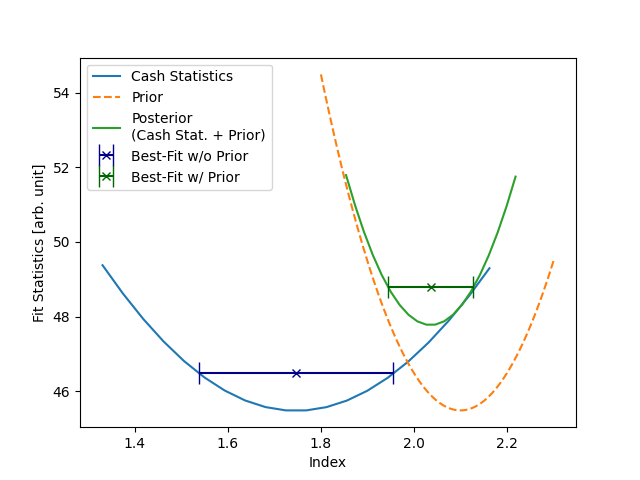 Cash Statistics
Prior
Posterior
(Cash Stat. + Prior)
Best-Fit w/o Prior
Best-Fit w/ Prior
Fit Statistics [arb. unit]
54
52
50
48
46
1.4 1.6 1.8 2.0 2.2
Index